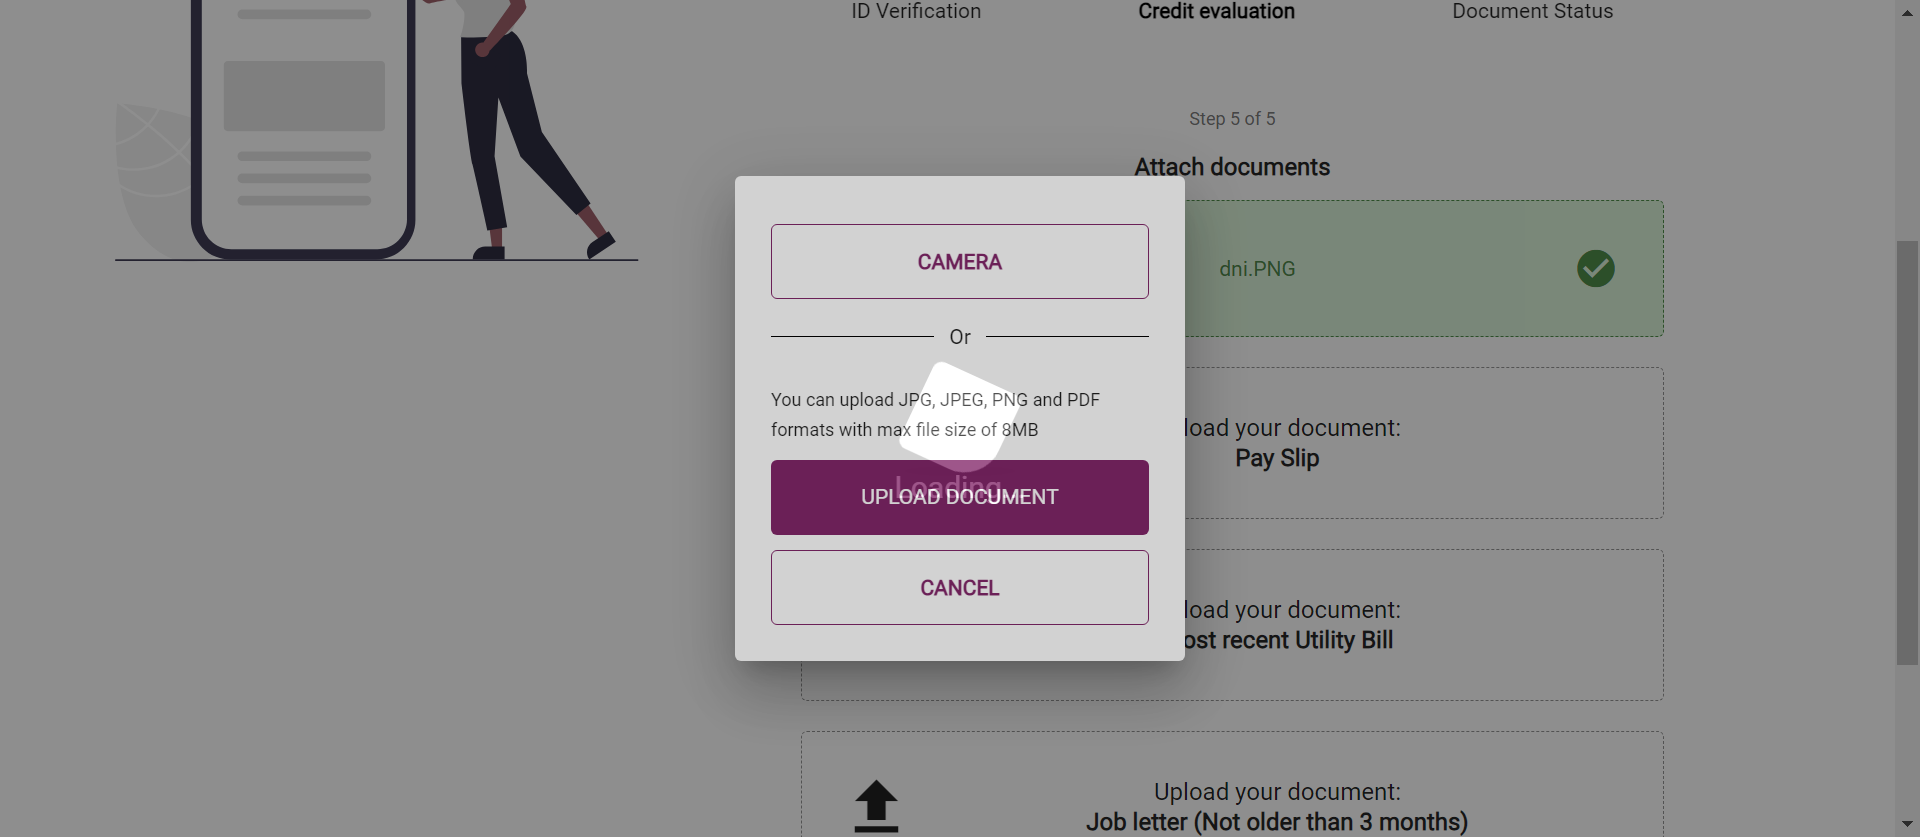 ID Verification
Credit evaluation
Document Status
Step 5 of 5
Attach documents
dni.PNG
CAMERA
Or
You can upload JPG, JPEG, PNG and PDF
formats with max file size of 8MB
Loading...
UPLOAD DOCUMENT
CANCEL
load your document:
Pay Slip
load your document:
ost recent Utility Bill
Upload your document:
Job letter (Not older than 3 months)